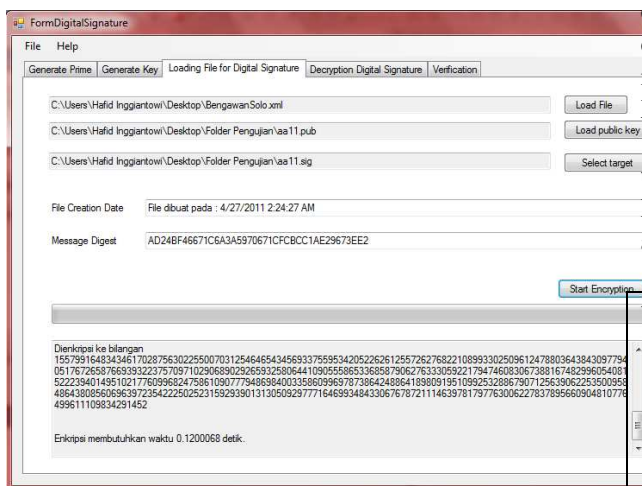 FormDigitalSignature
File Help
Generate Prime Generate Key Loading File for Digital Signature Decryption Digital Signature Verification
C:\Users\Hafid Inggiantowi\Desktop\BengawanSolo.xml Load File
C:\Users\Hafid Inggiantowi\Desktop\Folder Pengujian\aa11.pub Load public key
C:\Users\Hafid Inggiantowi\Desktop\Folder Pengujian\aa11.sig Select target
File Creation Date File dibuat pada : 4/27/2011 2:24:27 AM
Message Digest AD24BF46671C6A3A5970671CFCBCC1AE29673EE2
Start Encryption
Dienkripsi ke bilangan
499611109834291452
Enkripsi membutuhkan waktu 0.1200068 detik.